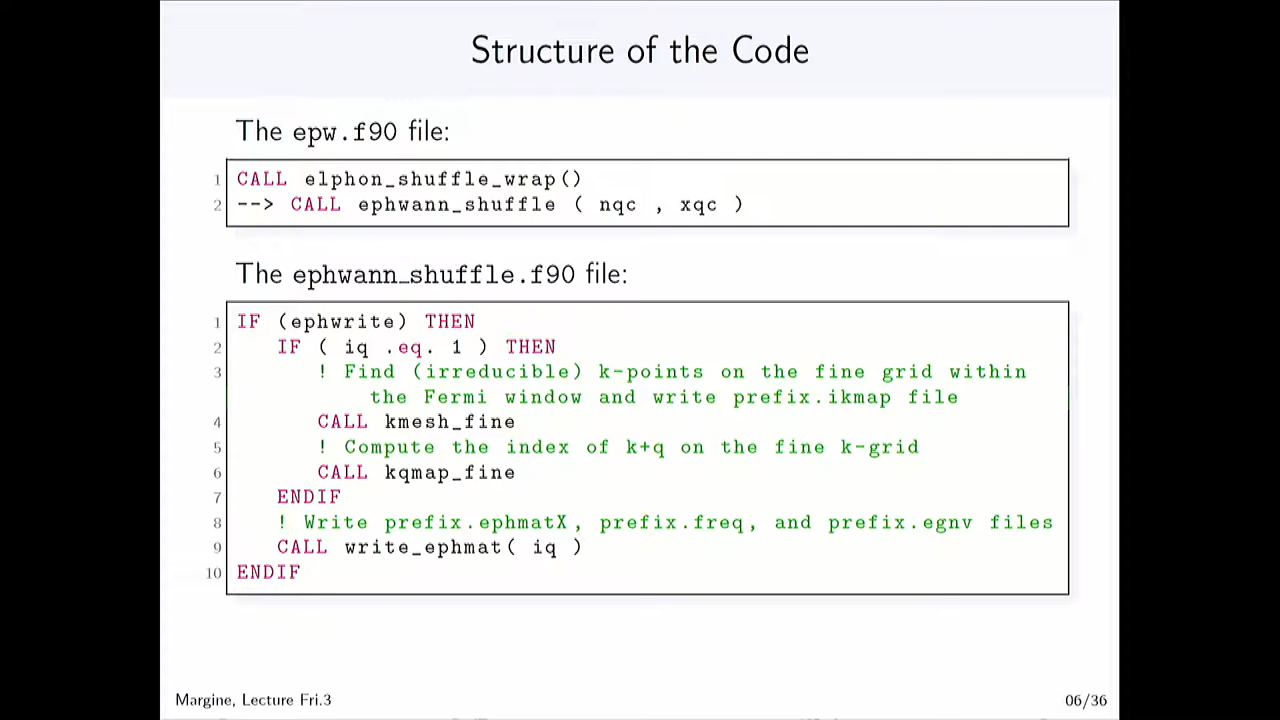 Structure of the Code
The epw.f90 file:
1 CALL elphon_shuffle_wrap()
2 --> CALL ephwann_shuffle ( nqc , xqc )
The ephwann_shuffle.f90 file:
1 IF (ephwrite) THEN
2 IF ( iq .eq. 1 ) THEN
3 ! Find (irreducible) k-points on the fine grid within
the Fermi window and write prefix.ikmap file
4 CALL kmesh_fine
5 ! Compute the index of k+q on the fine k-grid
6 CALL kqmap_fine
7 ENDIF
8 ! Write prefix.ephmatX, prefix.freq, and prefix.egnv files
9 CALL write_ephmat( iq )
10 ENDIF
Margine, Lecture Fri.3
06/36